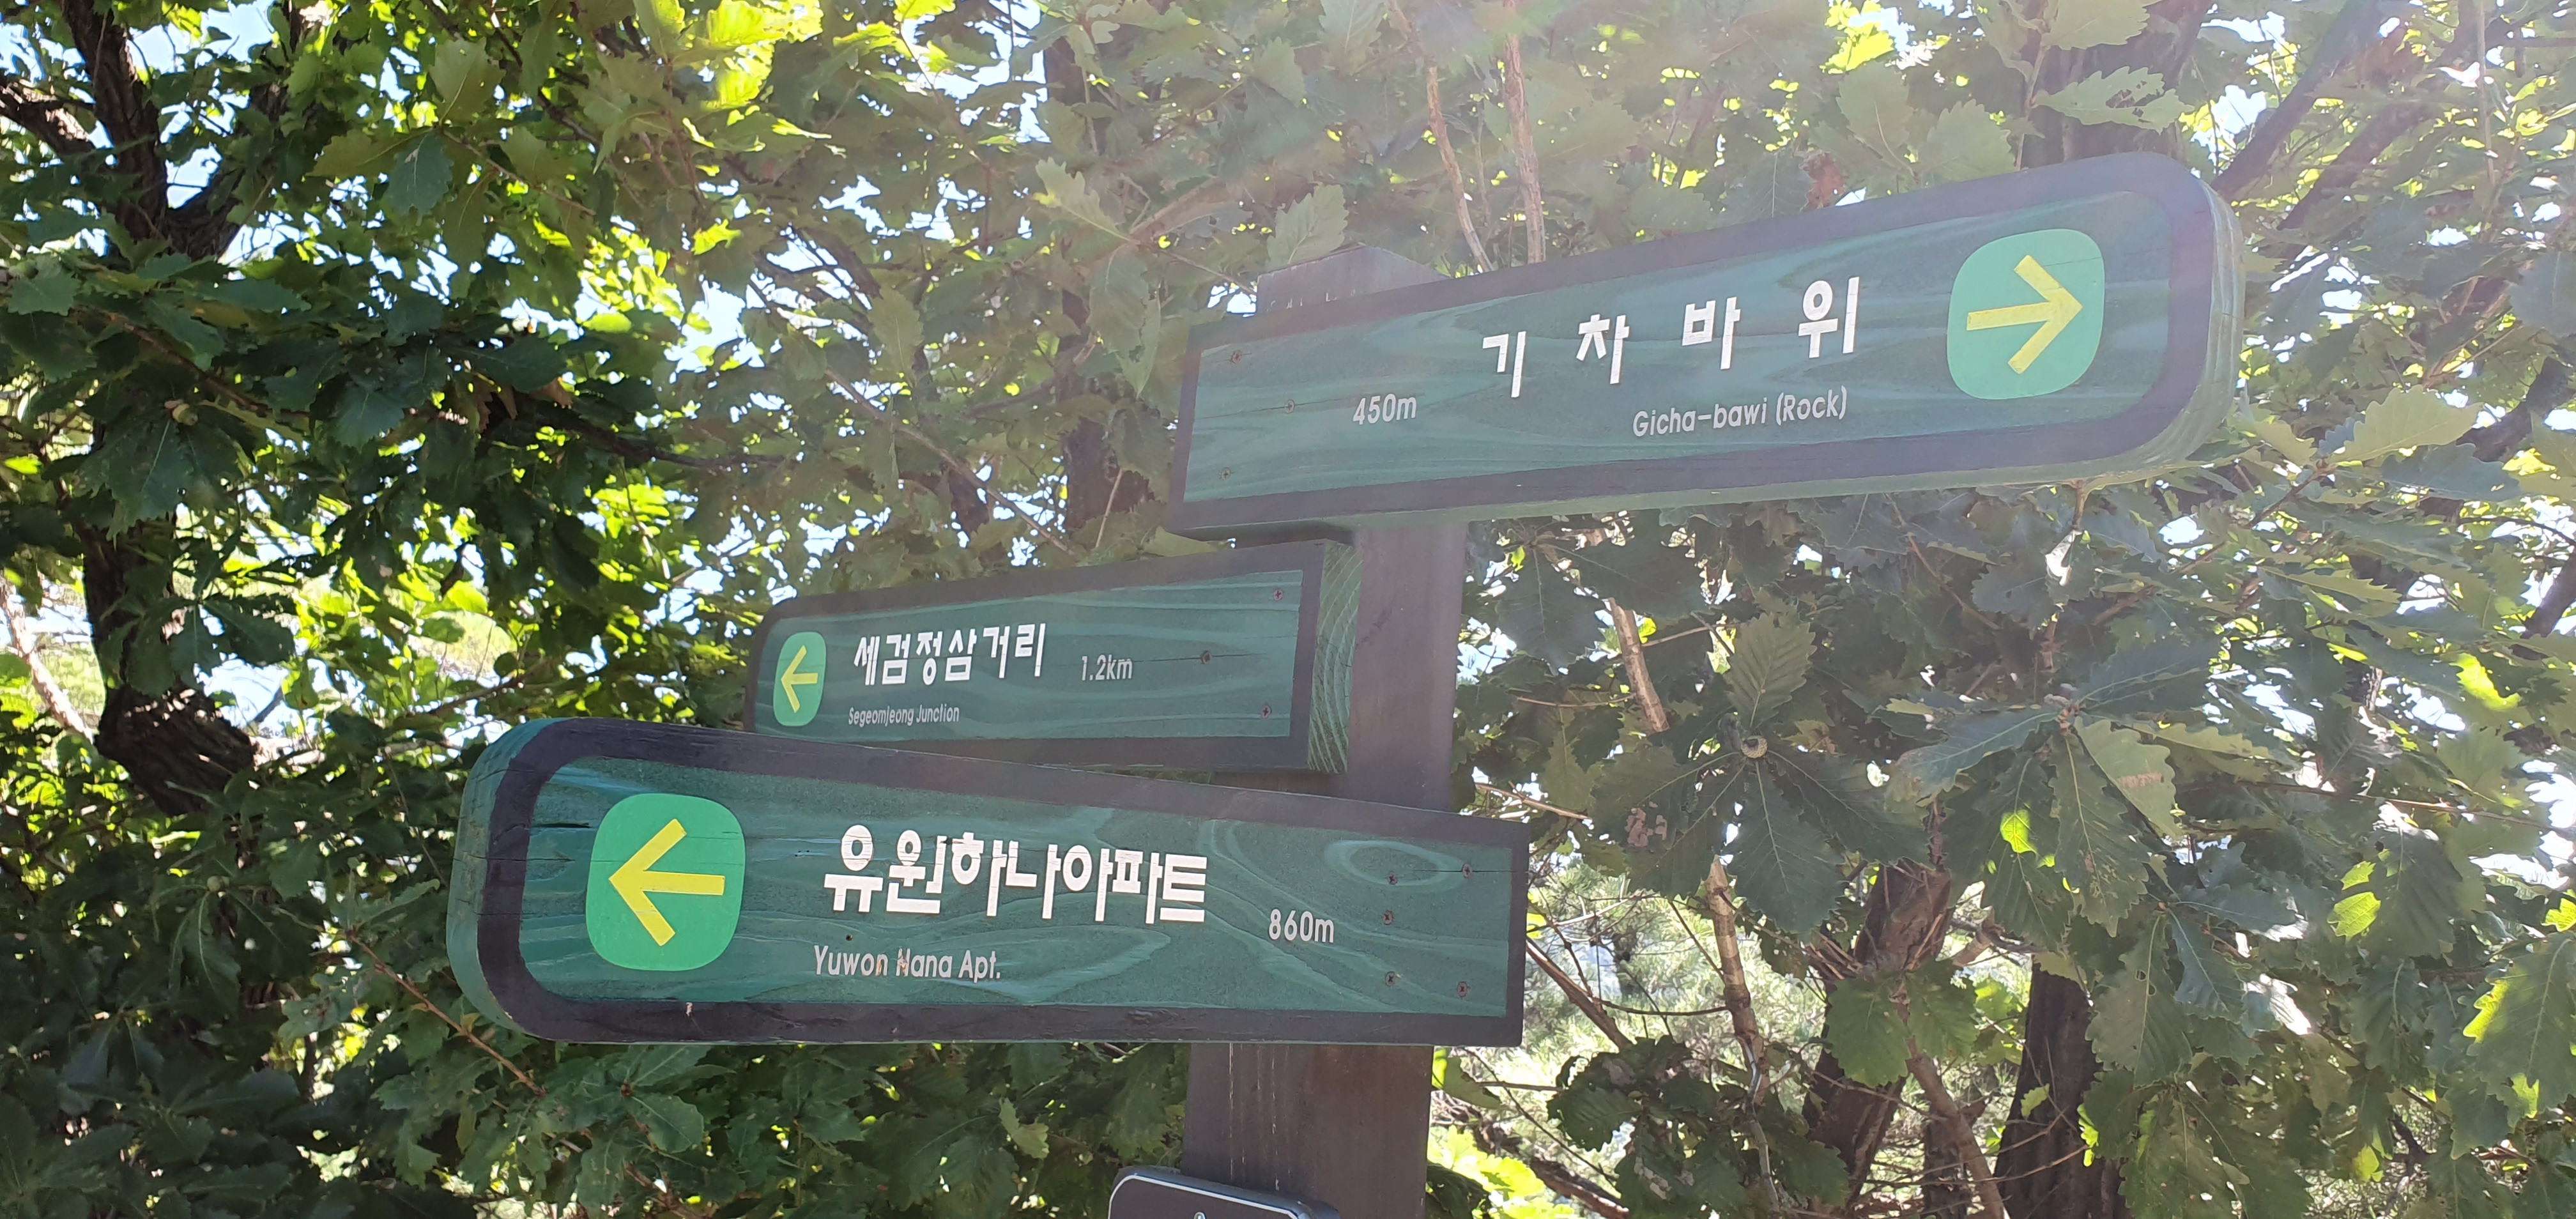 기차바위
450m
Gicha-bawi (Rock)
세검정삼거리 1.2km
Segeomjeong Junction
유원하나아파트
860m
Yuwon Nana Apt.